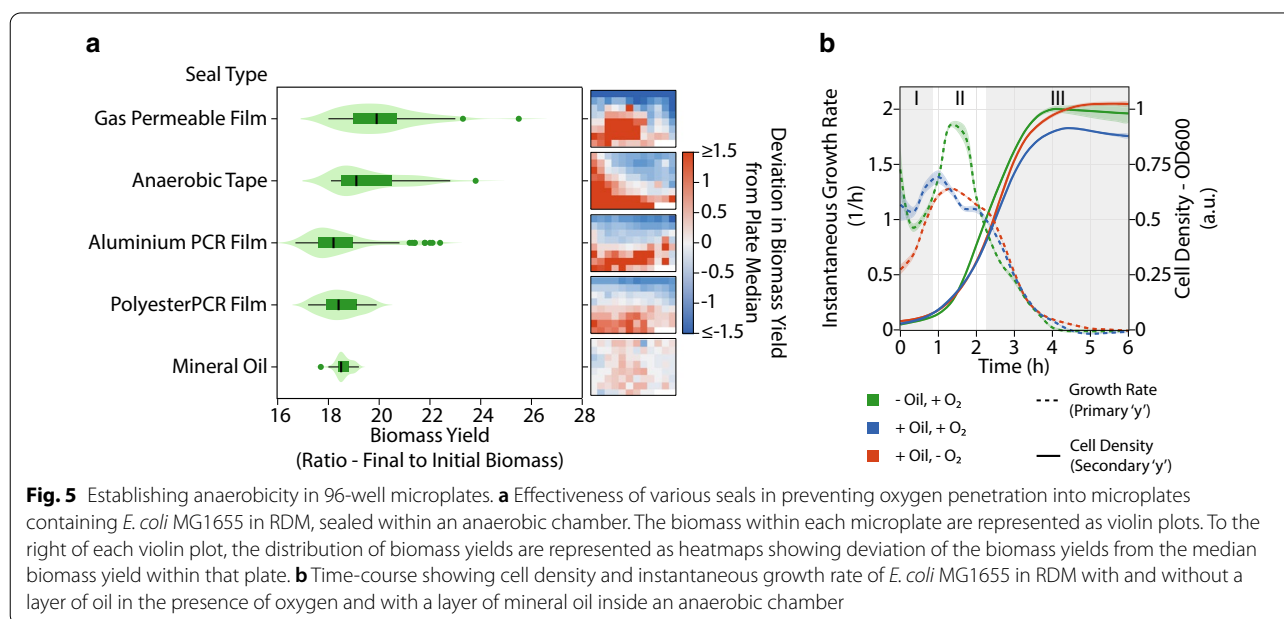 a
Seal Type
Gas Permeable Film
Anaerobic Tape
Aluminium PCR Film
PolyesterPCR Film
Mineral Oil
16 18 20 22 24 26 28
Biomass Yield
(Ratio - Final to Initial Biomass)
≥1.5
1
0.5
0
−0.5
-1
≤-1.5
Deviation in Biomass Yield
from Plate Median
b
I II III
2
1.5
1
0.5
0
Instantaneous Growth Rate
(1/h)
1
0.75
0.5
0.25
0
Cell Density - OD600
(a.u.)
0 1 2 3 4 5 6
Time (h)
- Oil, + O₂
+ Oil, + O₂
+ Oil, - O₂
Growth Rate
(Primary ‘y’)
Cell Density
(Secondary ‘y’)
Fig. 5 Establishing anaerobicity in 96-well microplates. a Effectiveness of various seals in preventing oxygen penetration into microplates
containing E. coli MG1655 in RDM, sealed within an anaerobic chamber. The biomass within each microplate are represented as violin plots. To the
right of each violin plot, the distribution of biomass yields are represented as heatmaps showing deviation of the biomass yields from the median
biomass yield within that plate. b Time-course showing cell density and instantaneous growth rate of E. coli MG1655 in RDM with and without a
layer of oil in the presence of oxygen and with a layer of mineral oil inside an anaerobic chamber